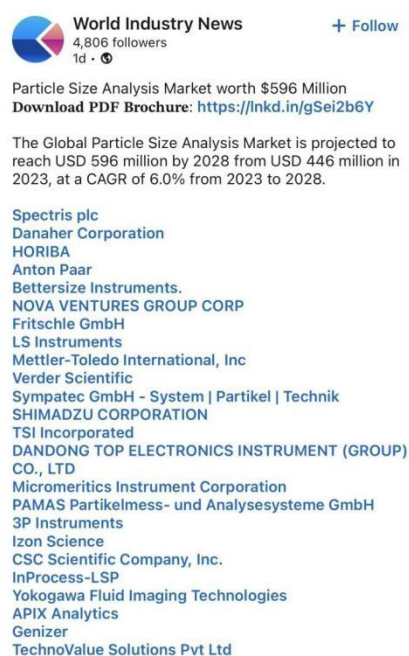 World Industry News
+ Follow
4,806 followers
1d •
Particle Size Analysis Market worth $596 Million
Download PDF Brochure: https://lnkd.in/gSei2b6Y
The Global Particle Size Analysis Market is projected to
reach USD 596 million by 2028 from USD 446 million in
2023, at a CAGR of 6.0% from 2023 to 2028.
Spectris plc
Danaher Corporation
HORIBA
Anton Paar
Bettersize Instruments.
NOVA VENTURES GROUP CORP
Fritschle GmbH
LS Instruments
Mettler-Toledo International, Inc
Verder Scientific
Sympatec GmbH - System | Partikel | Technik
SHIMADZU CORPORATION
TSI Incorporated
DANDONG TOP ELECTRONICS INSTRUMENT (GROUP)
CO., LTD
Micromeritics Instrument Corporation
PAMAS Partikelmess- und Analysesysteme GmbH
3P Instruments
Izon Science
CSC Scientific Company, Inc.
InProcess-LSP
Yokogawa Fluid Imaging Technologies
APIX Analytics
Genizer
TechnoValue Solutions Pvt Ltd